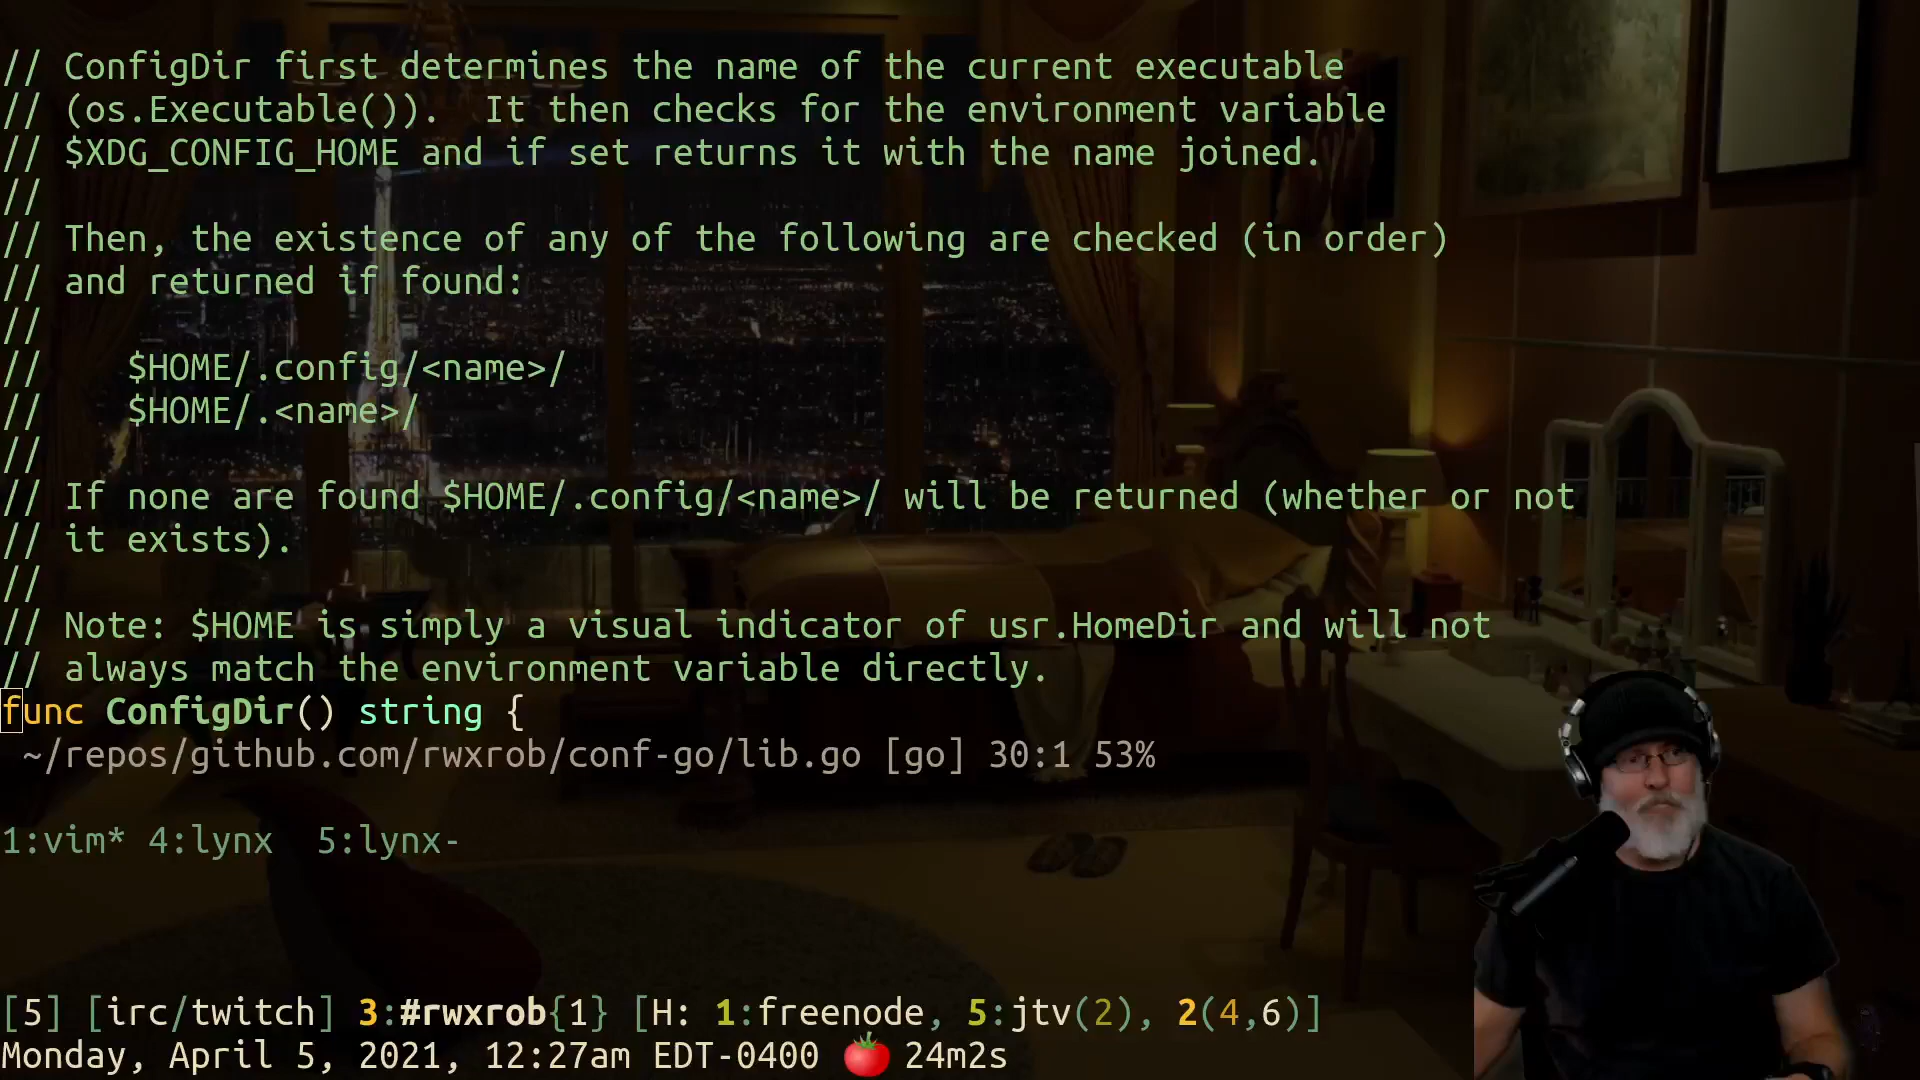 // ConfigDir first determines the name of the current executable
// (os.Executable()).  It then checks for the environment variable
// $XDG_CONFIG_HOME and if set returns it with the name joined.
//
// Then, the existence of any of the following are checked (in order)
// and returned if found:
//
//    $HOME/.config/<name>/
//    $HOME/.<name>/
//
// If none are found $HOME/.config/<name>/ will be returned (whether or not
// it exists).
//
// Note: $HOME is simply a visual indicator of usr.HomeDir and will not
// always match the environment variable directly.
func ConfigDir() string {
~/repos/github.com/rwxrob/conf-go/lib.go [go] 30:1 53%
1:vim* 4:lynx  5:lynx-
[5] [irc/twitch] 3:#rwxrob{1} [H: 1:freenode, 5:jtv(2), 2(4,6)]
Monday, April 5, 2021, 12:27am EDT-0400 🍅 24m2s